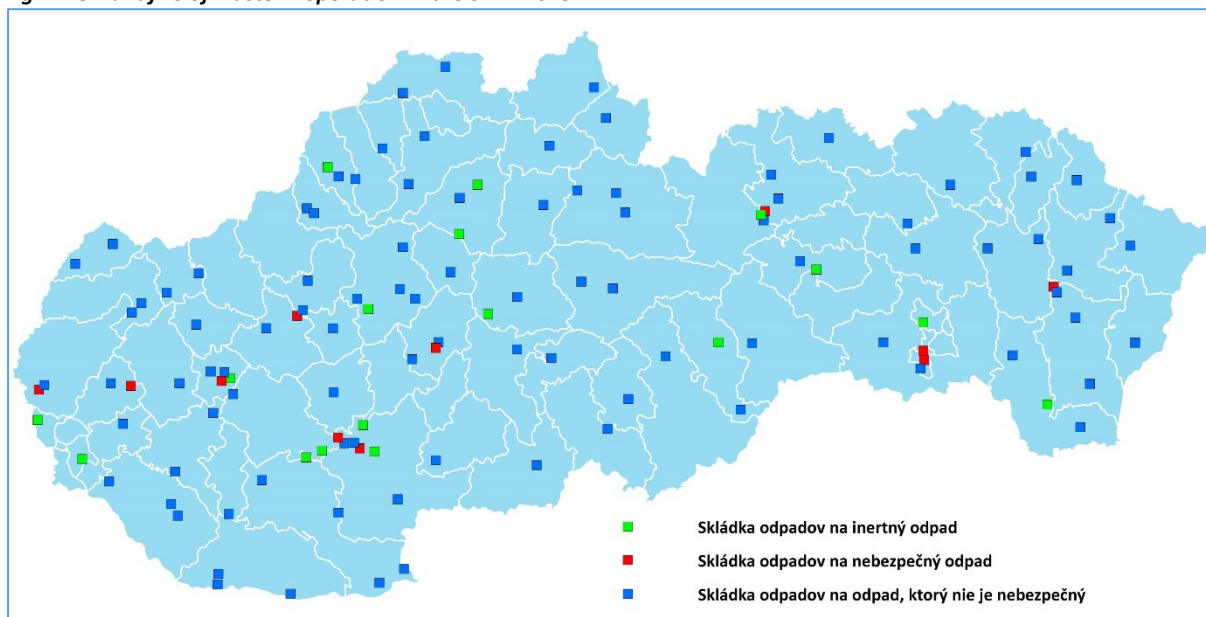 Skládka odpadov na inertný odpad
Skládka odpadov na nebezpečný odpad
Skládka odpadov na odpad, ktorý nie je nebezpečný